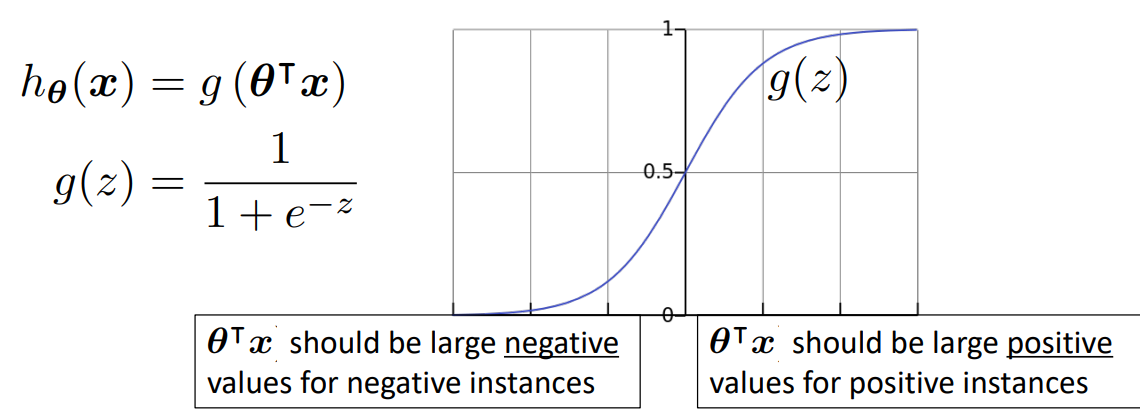 h_θ(x) = g(θᵀx)
g(z) = 1 / (1 + e^{−z})
1
0.5
0
g(z)
θᵀx should be large negative
values for negative instances
θᵀx should be large positive
values for positive instances